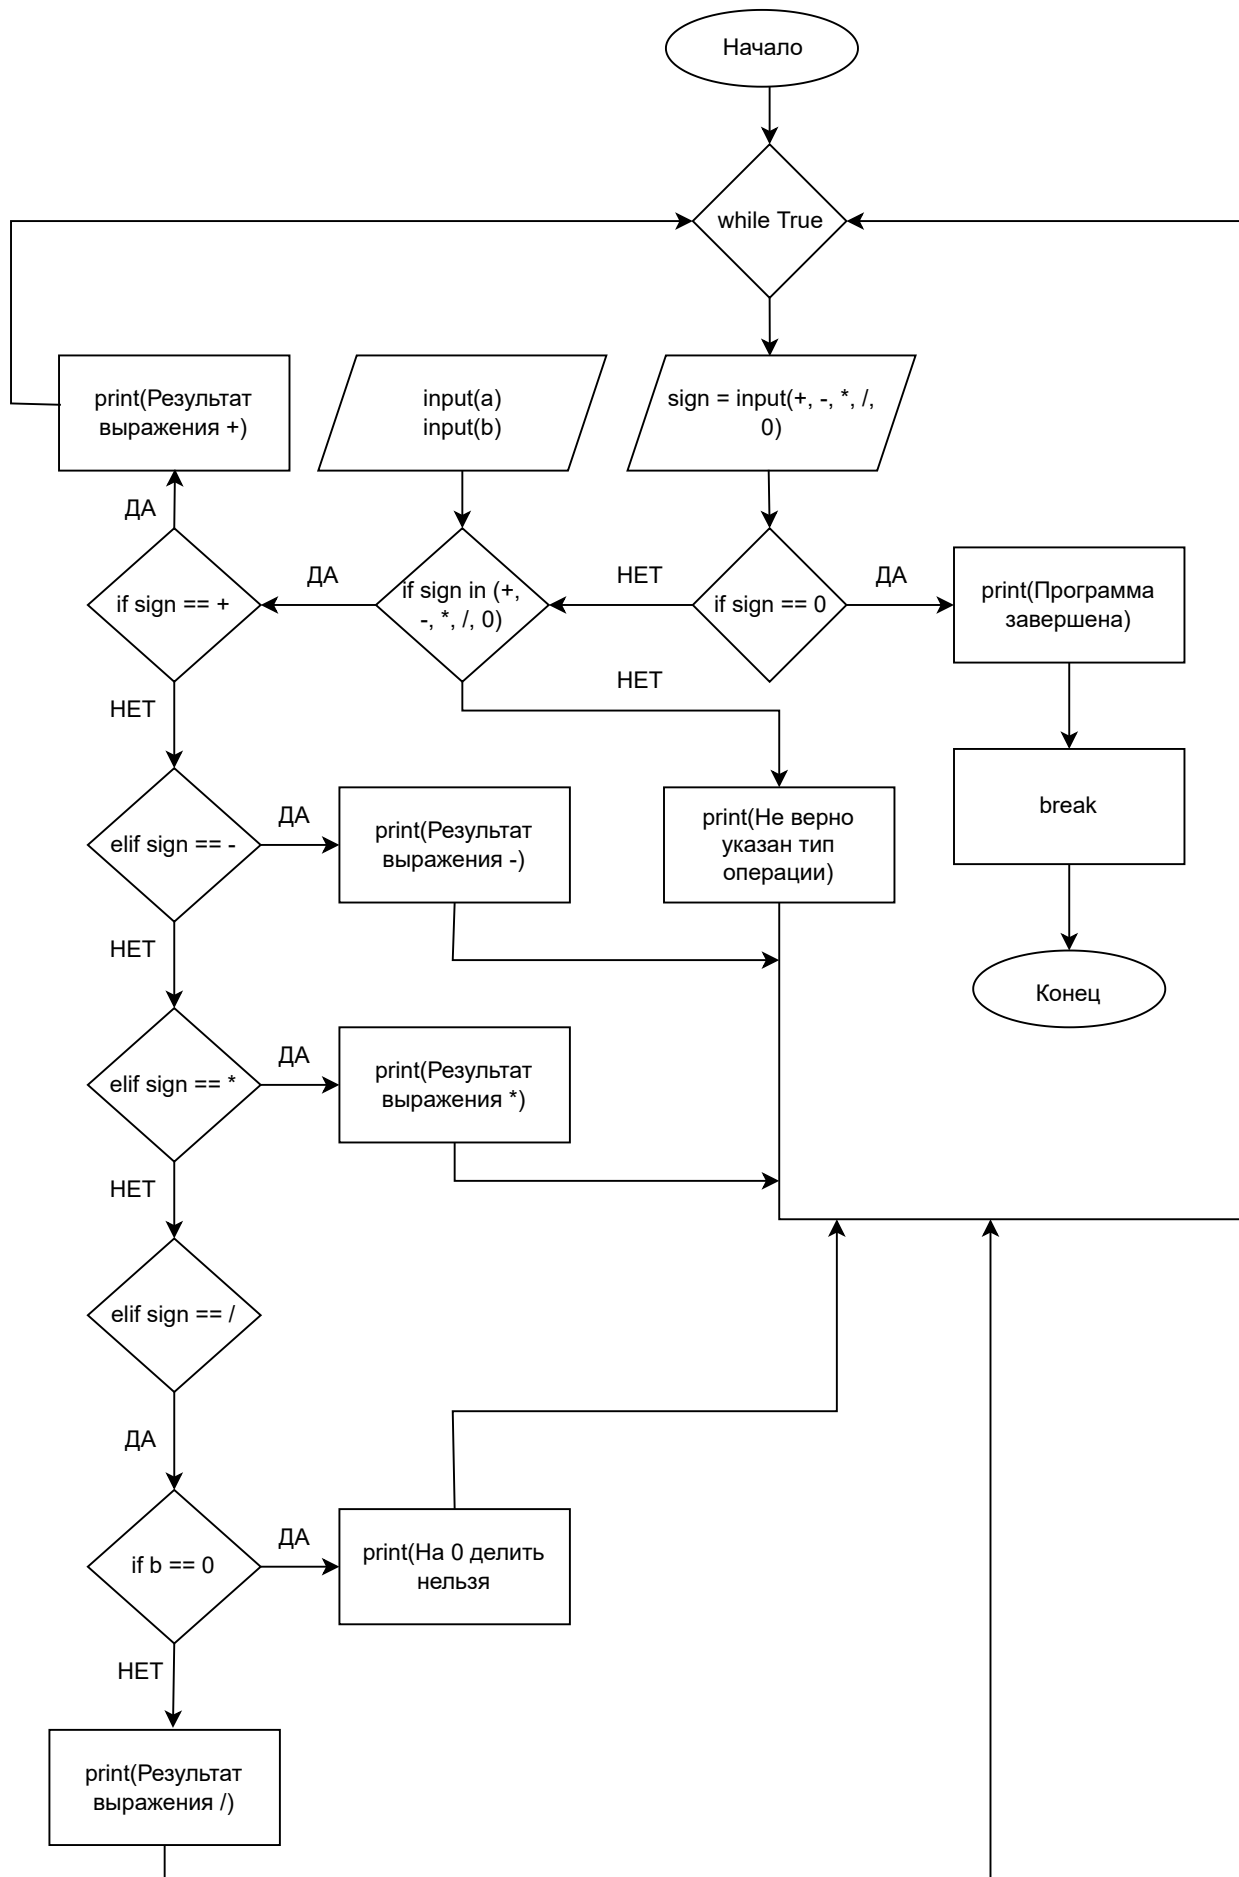 Начало
while True
print(Результат
выражения +)
input(a)
input(b)
sign = input(+, -, *, /,
0)
ДА
if sign == +
ДА
if sign in (+,
-, *, /, 0)
НЕТ
if sign == 0
ДА
print(Программа
завершена)
НЕТ
НЕТ
elif sign == -
ДА
print(Результат
выражения -)
print(Не верно
указан тип
операции)
break
НЕТ
Конец
elif sign == *
ДА
print(Результат
выражения *)
НЕТ
elif sign == /
ДА
if b == 0
ДА
print(На 0 делить
нельзя
НЕТ
print(Результат
выражения /)